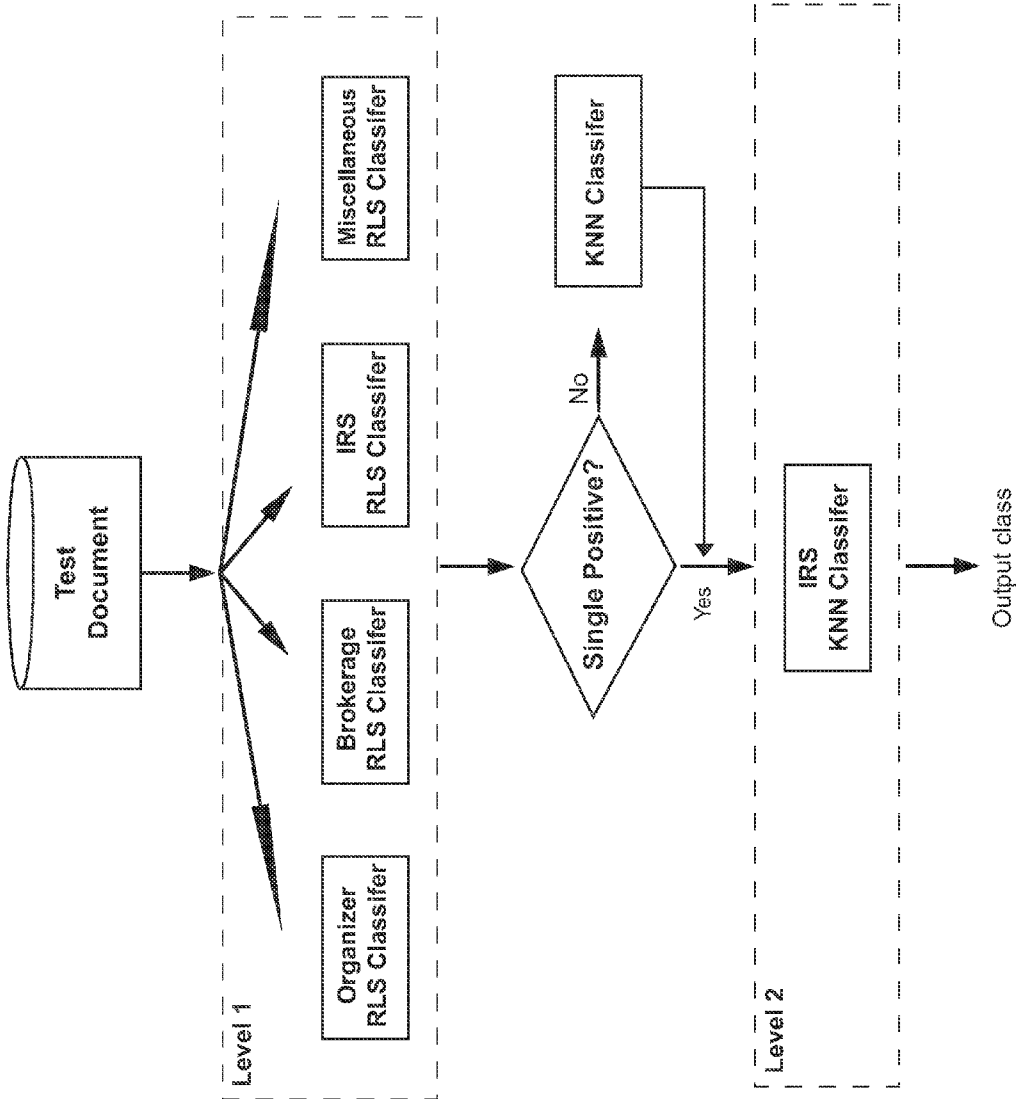 Test
Document
Level 1
Organizer
RLS Classifer
Brokerage
RLS Classifer
IRS
RLS Classifer
Miscellaneous
RLS Classifer
Single Positive?
No
KNN Classifer
Yes
Level 2
IRS
KNN Classifer
Output class